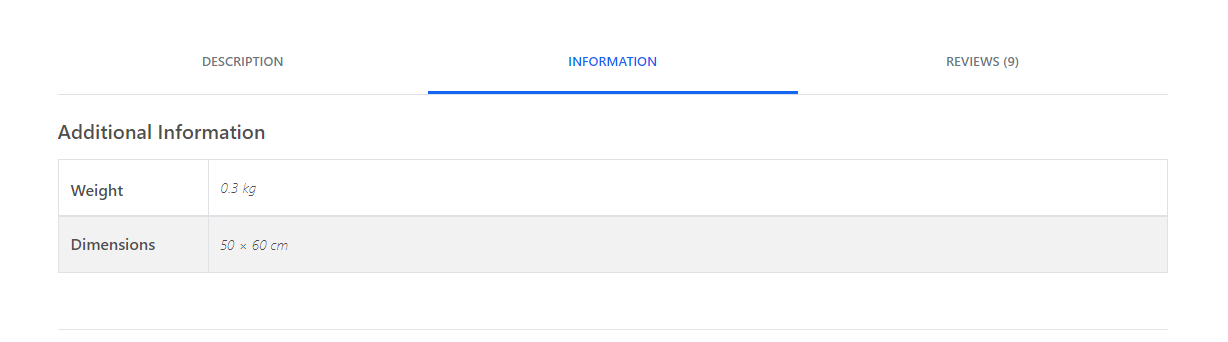 DESCRIPTION INFORMATION REVIEWS (9)
Additional Information
Weight 0.3 kg
Dimensions 50 × 60 cm